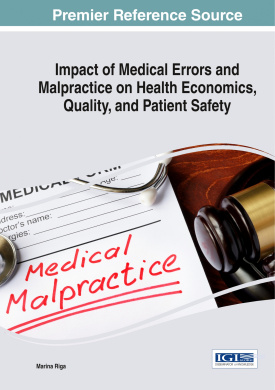 Premier Reference Source
Impact of Medical Errors and
Malpractice on Health Economics,
Quality, and Patient Safety
MEDICAL FORM
dress:
octor's name:
ergies:
Medical
Malpractice
Marina Riga
IGI